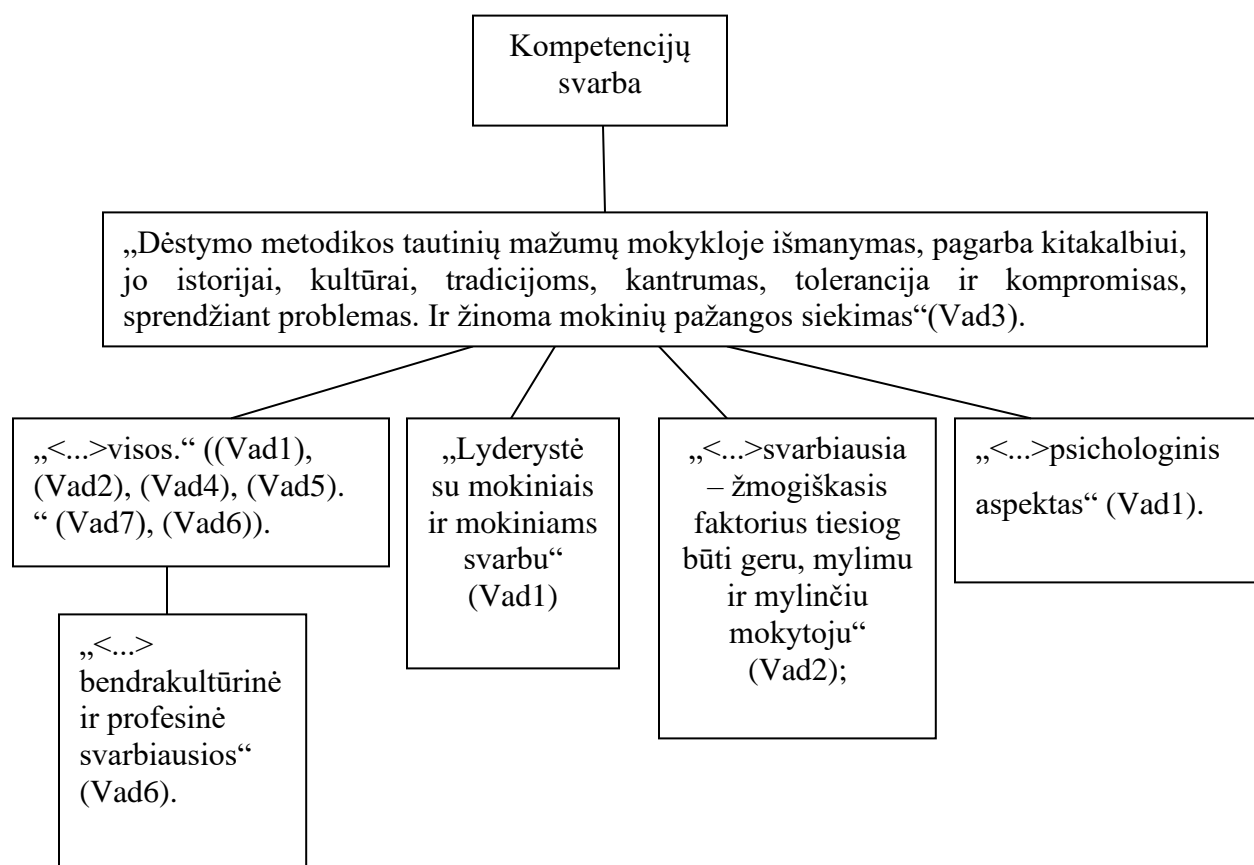 Kompetencijų
svarba
„Dėstymo metodikos tautinių mažumų mokykloje išmanymas, pagarba kitakalbiui,
jo istorijai, kultūrai, tradicijoms, kantrumas, tolerancija ir kompromisas,
sprendžiant problemas. Ir žinoma mokinių pažangos siekimas“(Vad3).
„<...>visos.“ ((Vad1),
(Vad2), (Vad4), (Vad5).
“ (Vad7), (Vad6)).
„Lyderystė
su mokiniais
ir mokiniams
svarbu“
(Vad1)
„<...>svarbiausia
– žmogiškasis
faktorius tiesiog
būti geru, mylimu
ir mylinčiu
mokytoju“
(Vad2);
„<...>psichologinis
aspektas“ (Vad1).
„<...>
bendrakultūrinė
ir profesinė
svarbiausios“
(Vad6).